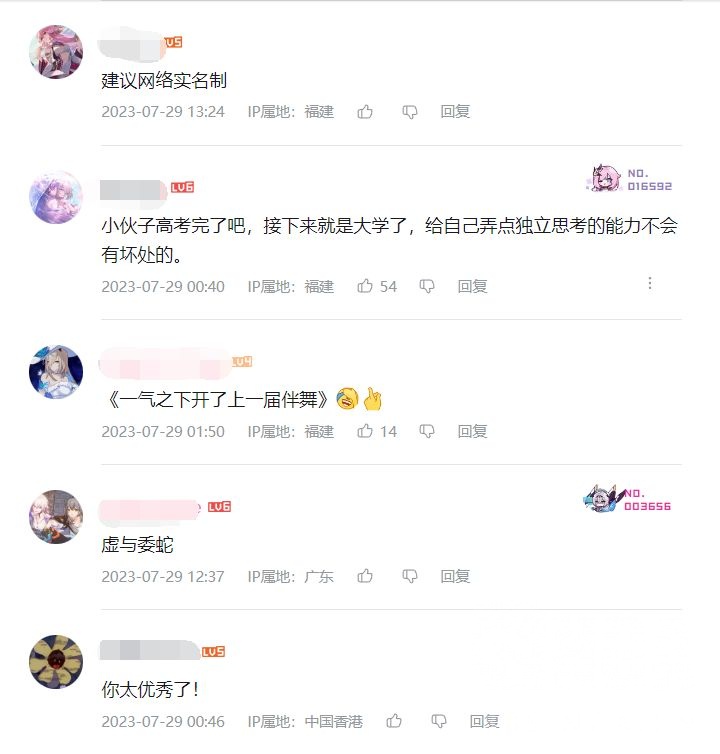 LV5
建议网络实名制
2023-07-29 13:24 IP属地：福建 回复
LV6
NO.
016592
小伙子高考完了吧，接下来就是大学了，给自己弄点独立思考的能力不会
有坏处的。
2023-07-29 00:40 IP属地：福建 54 回复
LV4
《一气之下开了上一届伴舞》
2023-07-29 01:50 IP属地：福建 14 回复
LV6
NO.
003656
虚与委蛇
2023-07-29 12:37 IP属地：广东 回复
LV5
你太优秀了！
2023-07-29 00:46 IP属地：中国香港 回复